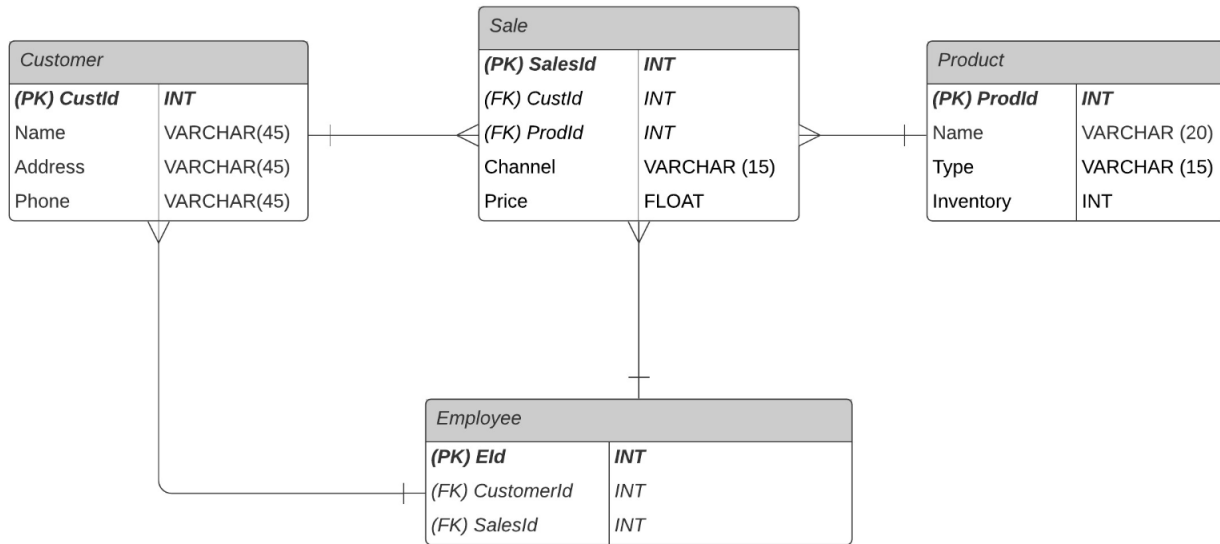 Customer
(PK) CustId INT
Name VARCHAR(45)
Address VARCHAR(45)
Phone VARCHAR(45)
Sale
(PK) SalesId INT
(FK) CustId INT
(FK) ProdId INT
Channel VARCHAR (15)
Price FLOAT
Product
(PK) ProdId INT
Name VARCHAR (20)
Type VARCHAR (15)
Inventory INT
Employee
(PK) EId INT
(FK) CustomerId INT
(FK) SalesId INT